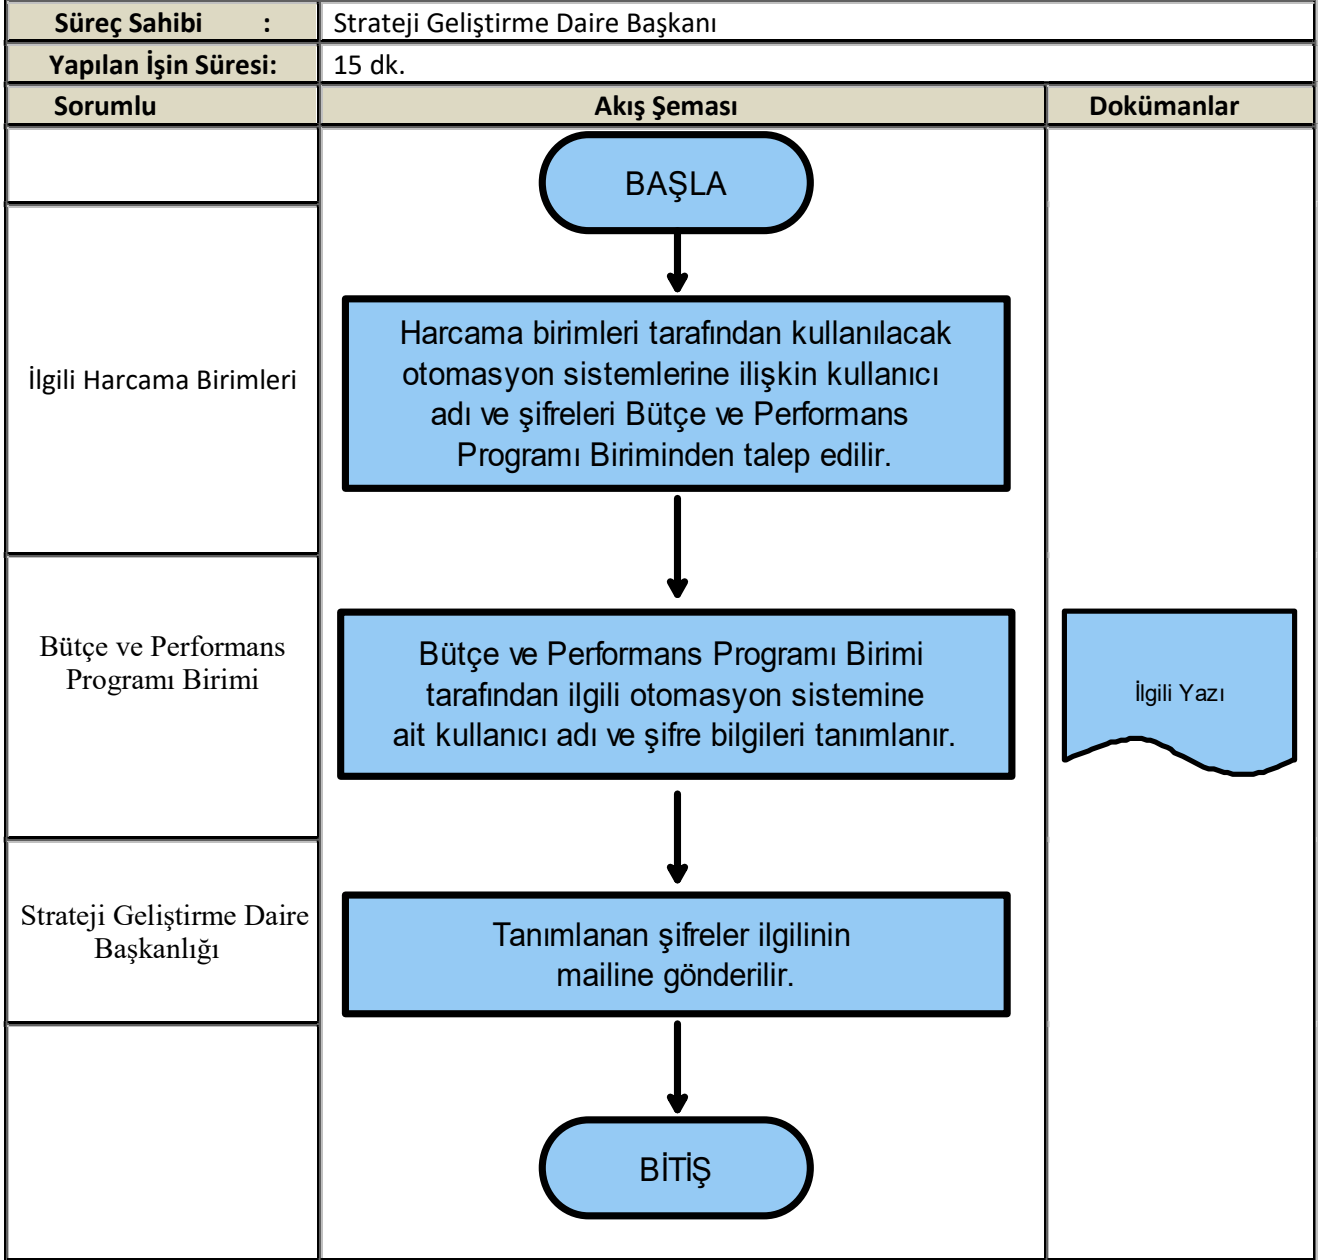 Süreç Sahibi : Strateji Geliştirme Daire Başkanı
Yapılan İşin Süresi: 15 dk.
Sorumlu Akış Şeması Dokümanlar
BAŞLA
İlgili Harcama Birimleri
Harcama birimleri tarafından kullanılacak
otomasyon sistemlerine ilişkin kullanıcı
adı ve şifreleri Bütçe ve Performans
Programı Biriminden talep edilir.
Bütçe ve Performans
Programı Birimi
Bütçe ve Performans Programı Birimi
tarafından ilgili otomasyon sistemine
ait kullanıcı adı ve şifre bilgileri tanımlanır.
İlgili Yazı
Strateji Geliştirme Daire
Başkanlığı
Tanımlanan şifreler ilgilinin
mailine gönderilir.
BİTİŞ